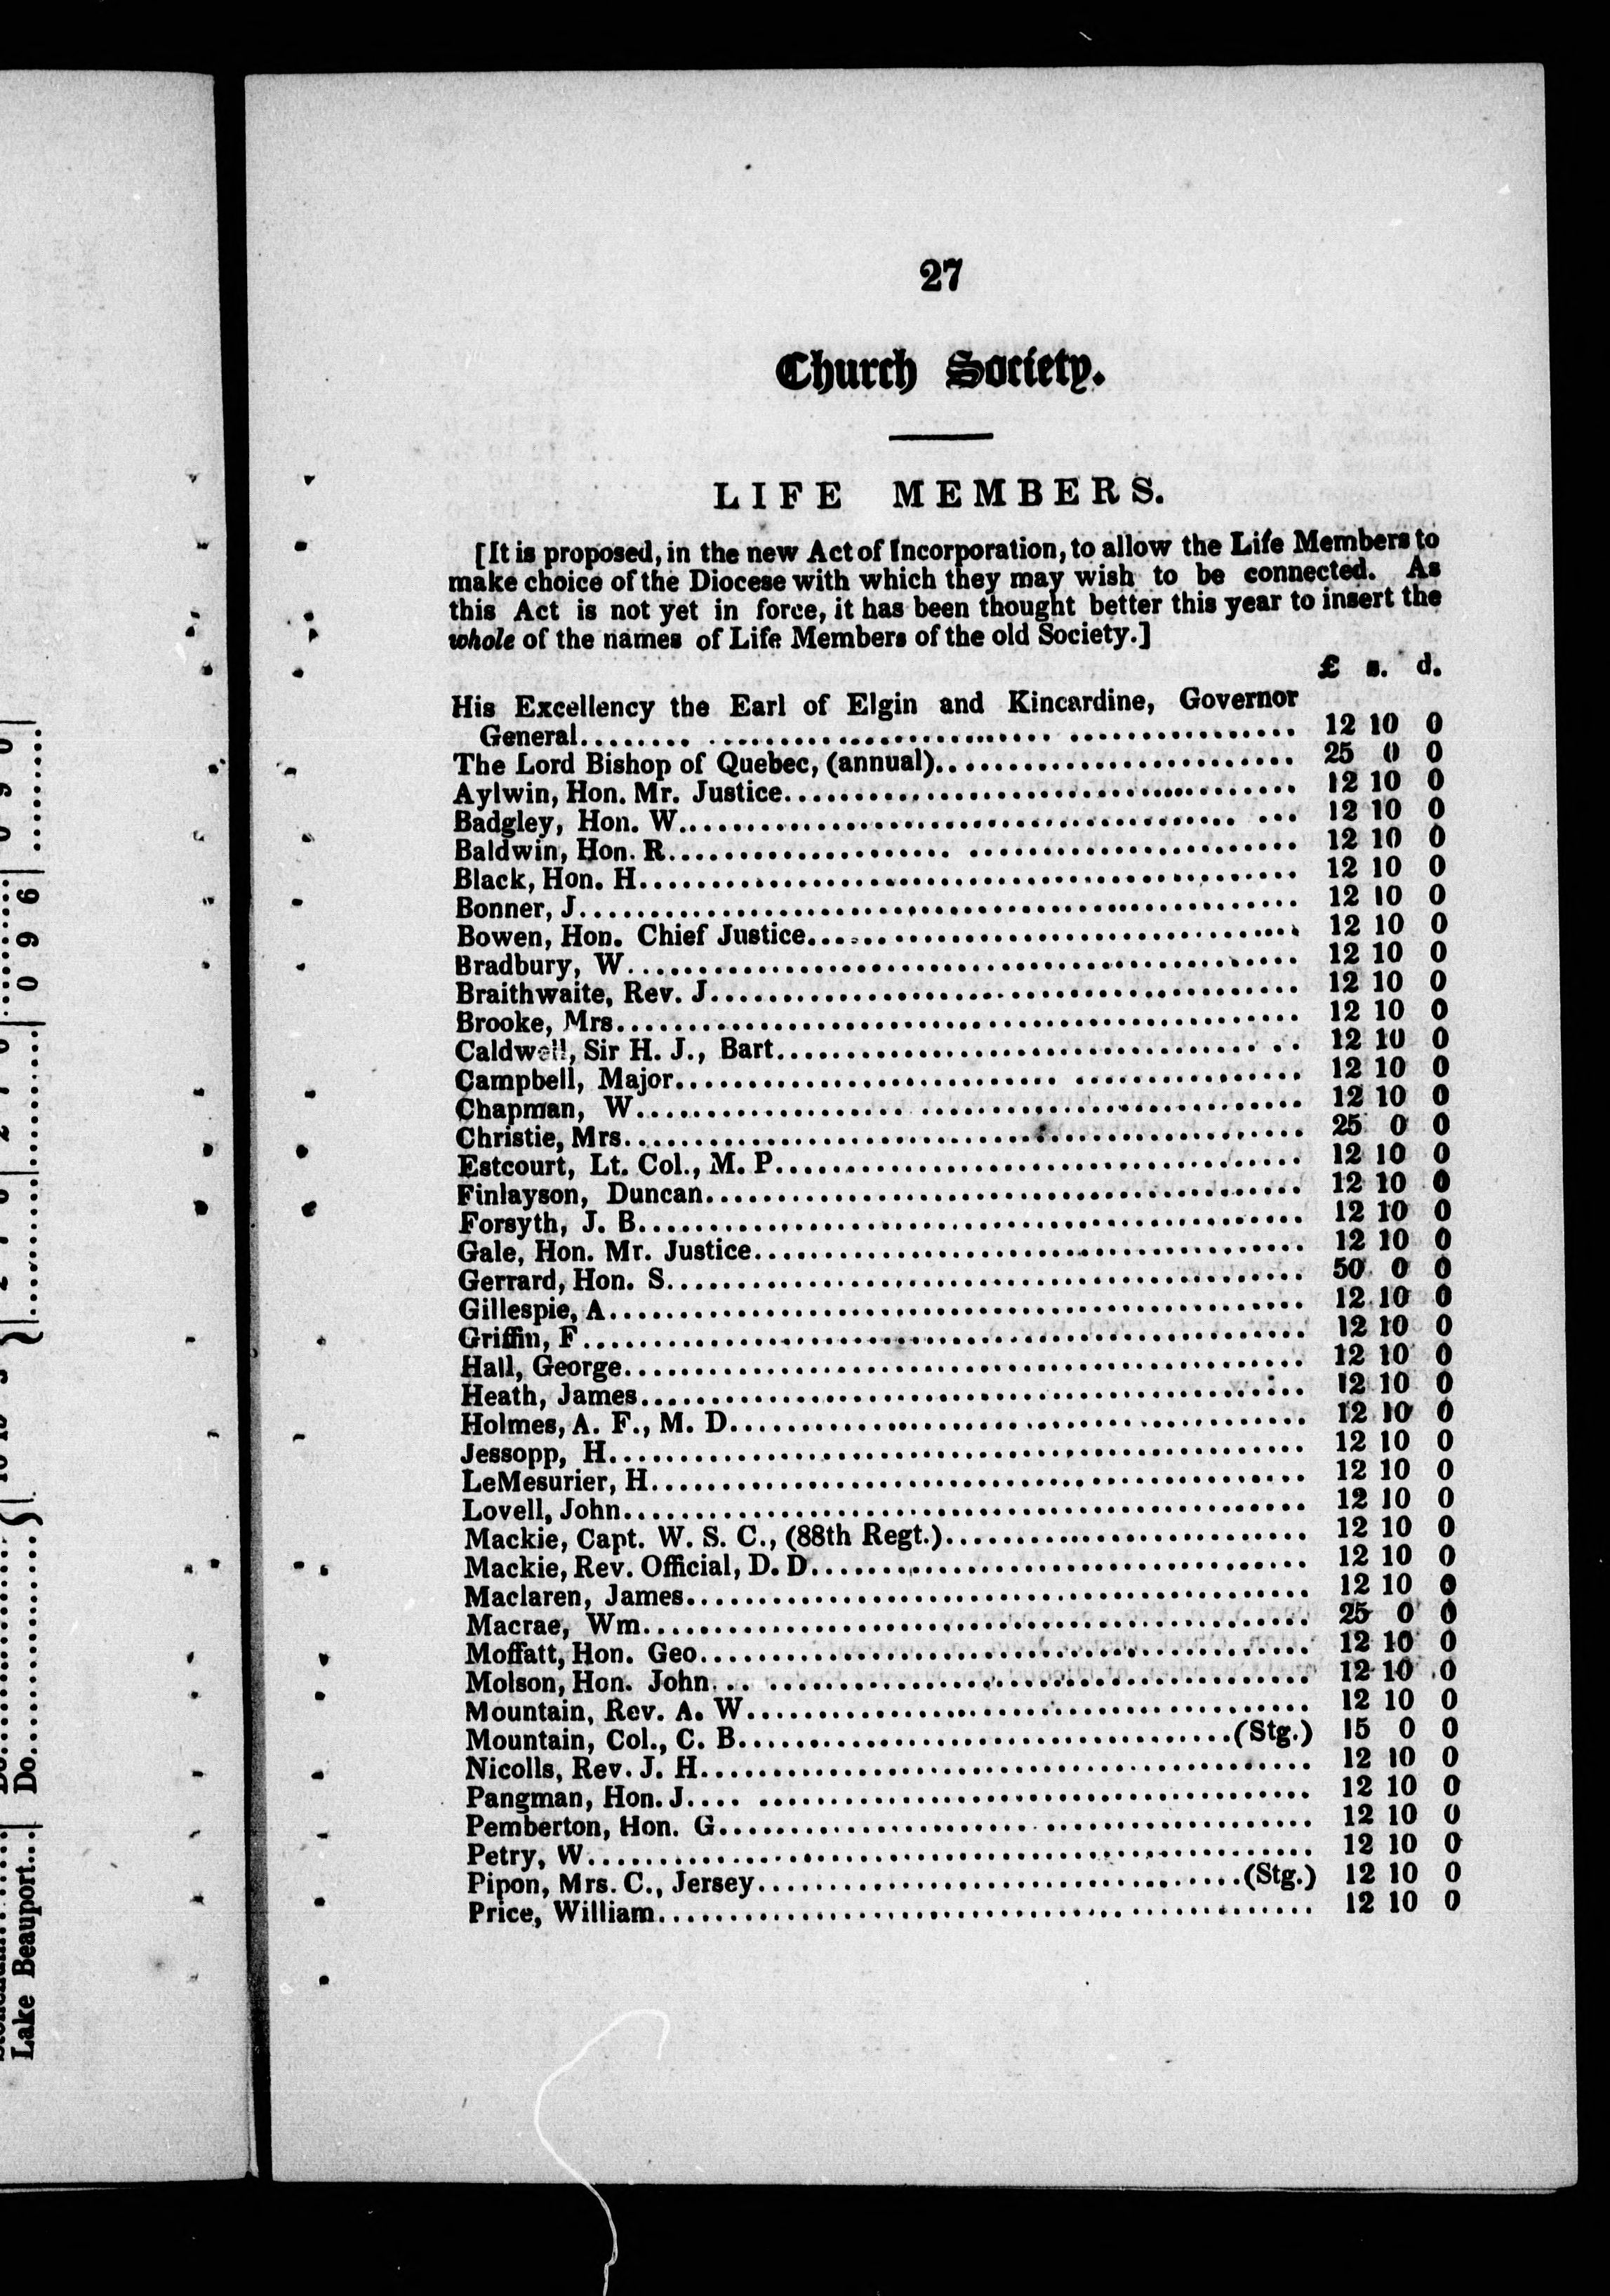 27
Church Society.
LIFE MEMBERS.
[It is proposed, in the new Act of Incorporation, to allow the Life Members to
make choice of the Diocese with which they may wish to be connected. As
this Act is not yet in force, it has been thought better this year to insert the
whole of the names of Life Members of the old Society.]
£ s. d.
His Excellency the Earl of Elgin and Kincardine, Governor
General........ ........................................ 12 10 0
The Lord Bishop of Quebec, (annual)........................ 25 0 0
Aylwin, Hon. Mr. Justice.................................... 12 10 0
Badgley, Hon. W....................................... ... 12 10 0
Baldwin, Hon. R.................... ....................... 12 10 0
Black, Hon. H............................................... 12 10 0
Bonner, J................................................... 12 10 0
Bowen, Hon. Chief Justice................................... 12 10 0
Bradbury, W................................................ 12 10 0
Braithwaite, Rev. J.......................................... 12 10 0
Brooke, Mrs................................................. 12 10 0
Caldwell, Sir H. J., Bart.................................. .. 12 10 0
Campbell, Major........................... ................ 12 10 0
Chapman, W................... ........................... 12 10 0
Christie, Mrs................................................ 25 0 0
Estcourt, Lt. Col., M. P..................................... 12 10 0
Finlayson, Duncan.......................................... 12 10 0
Forsyth, J. B............................................... 12 10 0
Gale, Hon. Mr. Justice...................................... 12 10 0
Gerrard, Hon. S............................................. 50 0 0
Gillespie, A................................................. 12 10 0
Griffin, F................................................... 12 10 0
Hall, George................................................ 12 10 0
Heath, James............................................... 12 10 0
Holmes, A. F., M. D........................................ 12 10 0
Jessopp, H.................................................. 12 10 0
LeMesurier, H.............................................. 12 10 0
Lovell, John................................................ 12 10 0
Mackie, Capt. W. S. C., (88th Regt.)......................... 12 10 0
Mackie, Rev. Official, D. D.................................. 12 10 0
Maclaren, James............................................ 12 10 0
Macrae, Wm............................................... 25 0 0
Moffatt, Hon. Geo........................................... 12 10 0
Molson, Hon. John... ...................................... 12 10 0
Mountain, Rev. A. W........................................ 12 10 0
Mountain, Col., C. B...................................(Stg.) 15 0 0
Nicolls, Rev. J. H........................................... 12 10 0
Pangman, Hon. J.... ....................................... 12 10 0
Pemberton, Hon. G...................... ................... 12 10 0
Petry, W................................................... 12 10 0
Pipon, Mrs. C., Jersey..................................(Stg.) 12 10 0
Price, William.............................................. 12 10 0
0 9 6
Do
Lake Beauport...